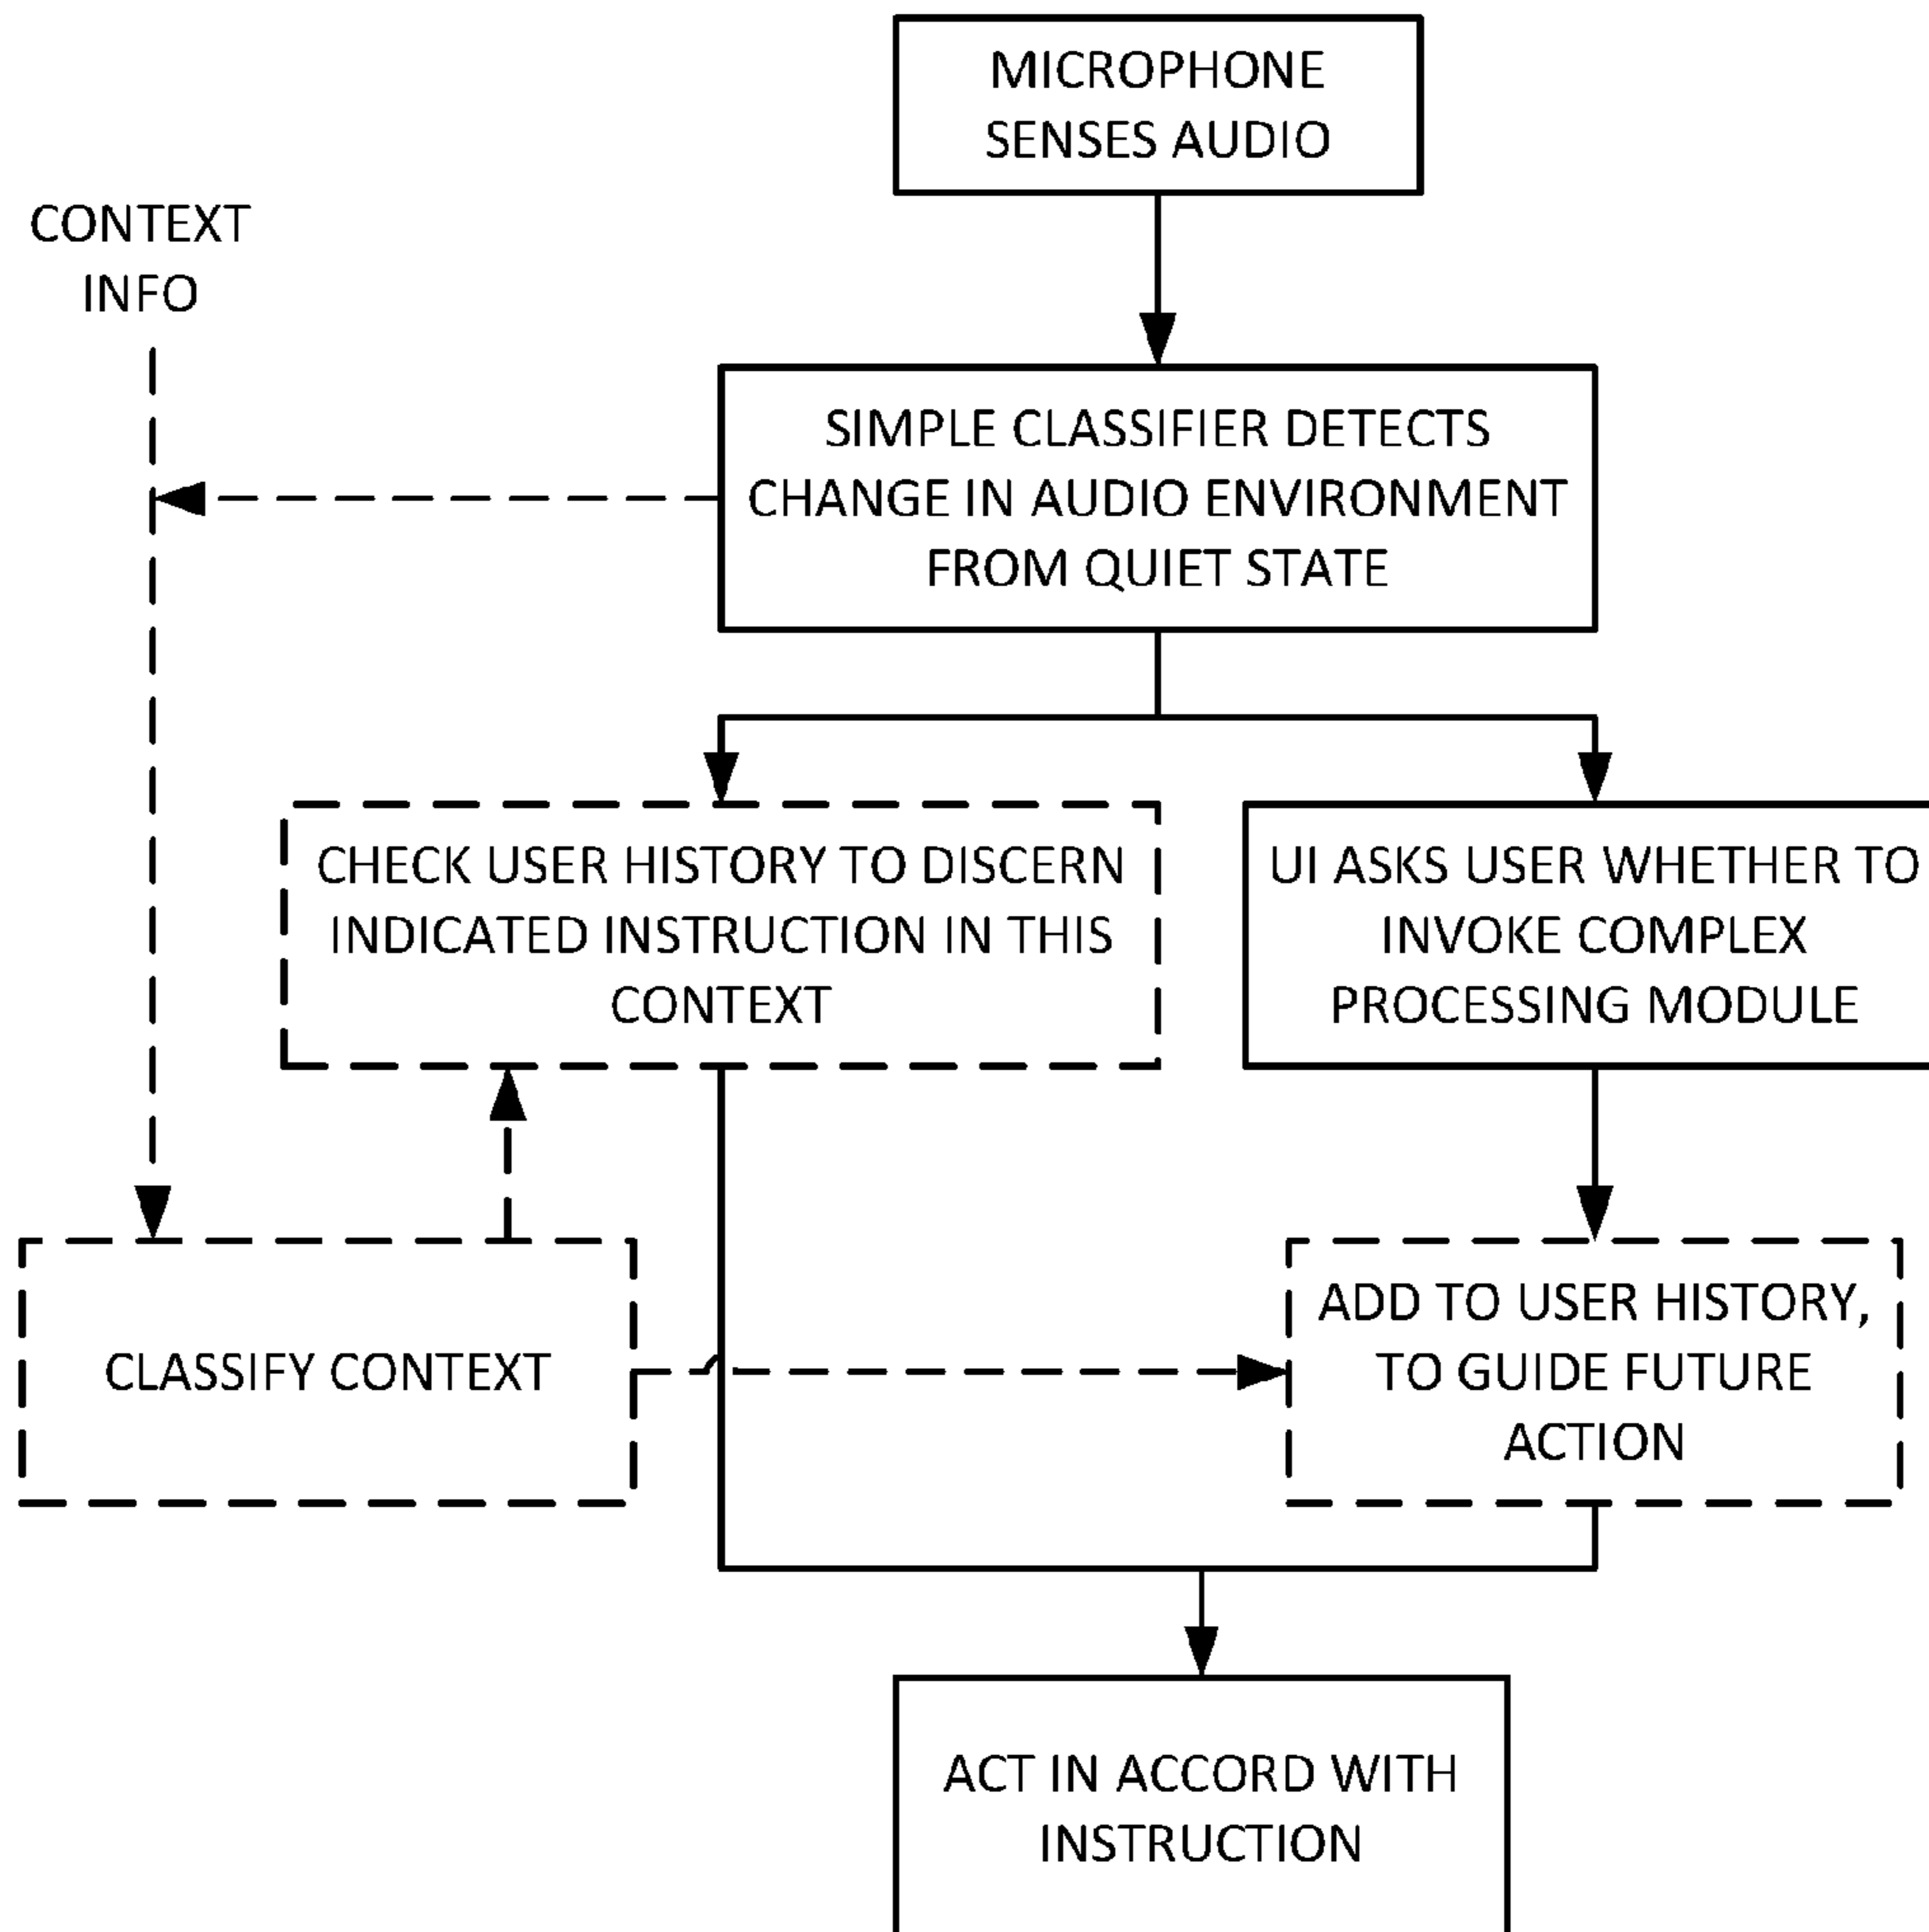 MICROPHONE
SENSES AUDIO
CONTEXT
INFO
SIMPLE CLASSIFIER DETECTS
CHANGE IN AUDIO ENVIRONMENT
FROM QUIET STATE
CHECK USER HISTORY TO DISCERN
INDICATED INSTRUCTION IN THIS
CONTEXT
UI ASKS USER WHETHER TO
INVOKE COMPLEX
PROCESSING MODULE
CLASSIFY CONTEXT
ADD TO USER HISTORY,
TO GUIDE FUTURE
ACTION
ACT IN ACCORD WITH
INSTRUCTION